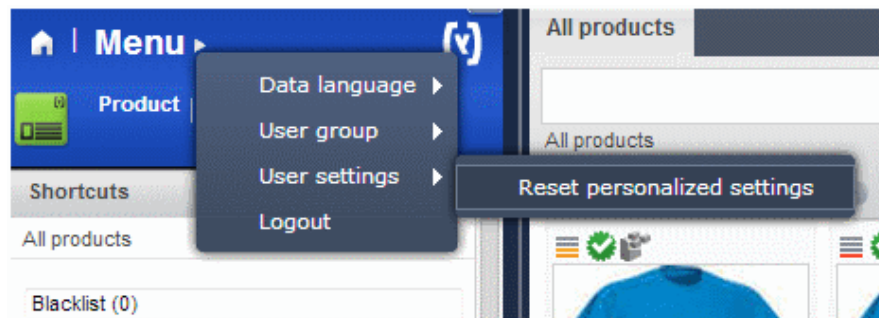 Menu
Product
Data language
User group
User settings
Logout
Reset personalized settings
Shortcuts
All products
Blacklist (0)
All products
All products